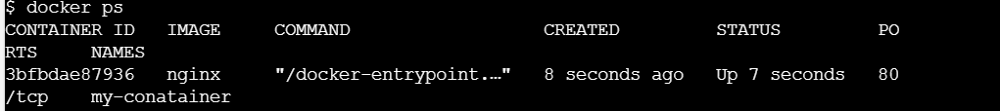 $ docker ps
CONTAINER ID   IMAGE     COMMAND                  CREATED         STATUS         PO
RTS     NAMES
3bfbdae87936   nginx     "/docker-entrypoint.…"   8 seconds ago   Up 7 seconds   80
/tcp    my-conatainer